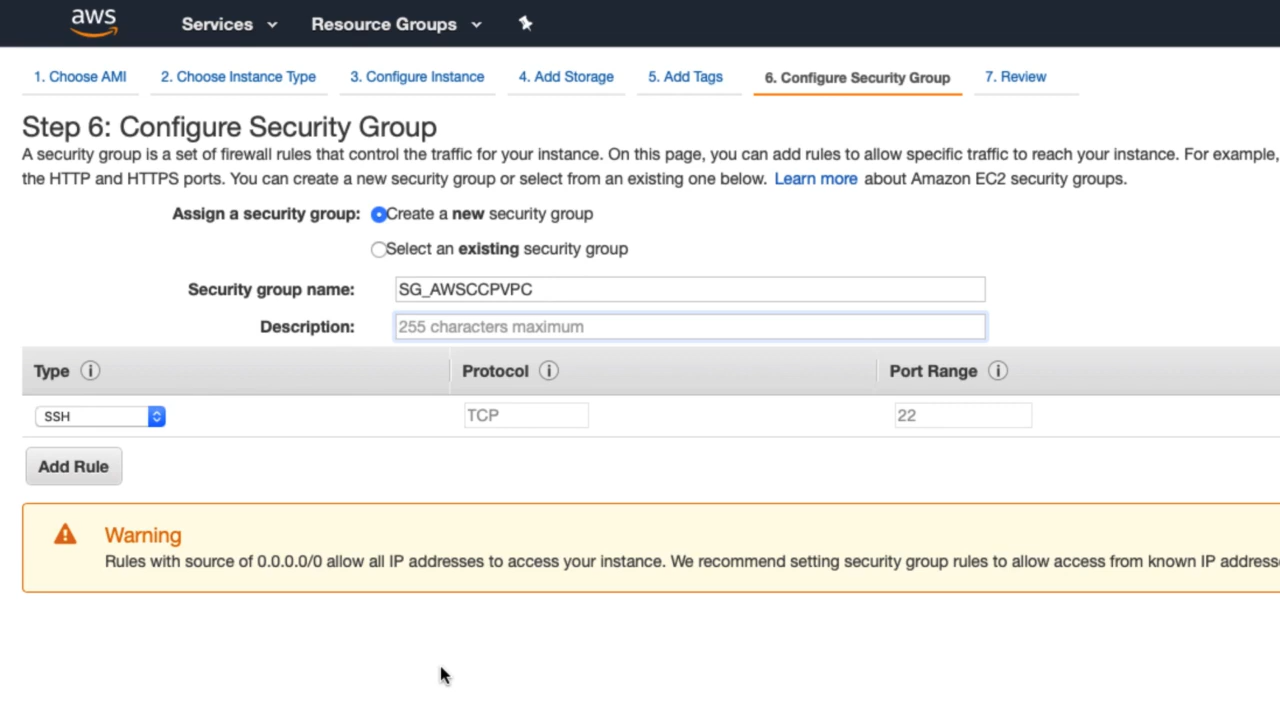 aws Services Resource Groups
1. Choose AMI 2. Choose Instance Type 3. Configure Instance 4. Add Storage 5. Add Tags 6. Configure Security Group 7. Review
Step 6: Configure Security Group
A security group is a set of firewall rules that control the traffic for your instance. On this page, you can add rules to allow specific traffic to reach your instance. For example,
the HTTP and HTTPS ports. You can create a new security group or select from an existing one below. Learn more about Amazon EC2 security groups.
Assign a security group: Create a new security group
Select an existing security group
Security group name: SG_AWSCCPVPC
Description: 255 characters maximum
Type i Protocol i Port Range i
SSH TCP 22
Add Rule
Warning
Rules with source of 0.0.0.0/0 allow all IP addresses to access your instance. We recommend setting security group rules to allow access from known IP address